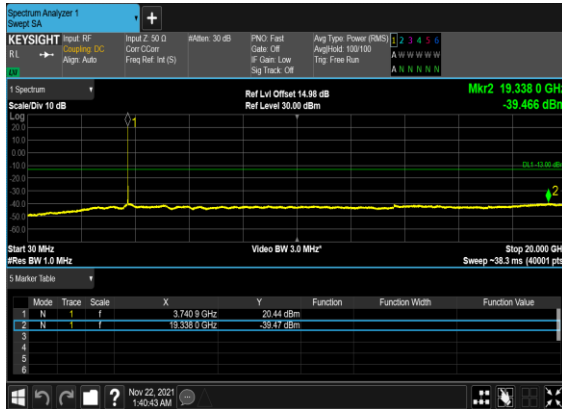 Spectrum Analyzer 1
Swept SA
+
KEYSIGHT Input: RF Input Z: 50 Ω #Atten: 30 dB PNO: Fast Avg Type: Power (RMS) 1 2 3 4 5 6
RL Coupling: DC Corr CCorr Gate: Off Avg|Hold: 100/100 A W W W W W
Align: Auto Freq Ref: Int (S) IF Gain: Low Trig: Free Run
Sig Track: Off A N N N N N
1 Spectrum Ref Lvl Offset 14.98 dB Mkr2 19.338 0 GHz
Scale/Div 10 dB Ref Level 30.00 dBm -39.466 dBm
Log
20.0
10.0
0.00
-10.0
DL1 -13.00 dBm
-20.0
-30.0
-40.0
-50.0
-60.0
1
2
Start 30 MHz Video BW 3.0 MHz* Stop 20.000 GH
#Res BW 1.0 MHz Sweep ~38.3 ms (40001 pts
5 Marker Table
Mode Trace Scale X Y Function Function Width Function Value
1 N 1 f 3.740 9 GHz 20.44 dBm
2 N 1 f 19.338 0 GHz -39.47 dBm
3
4
5
6
? Nov 22, 2021
1:40:43 AM